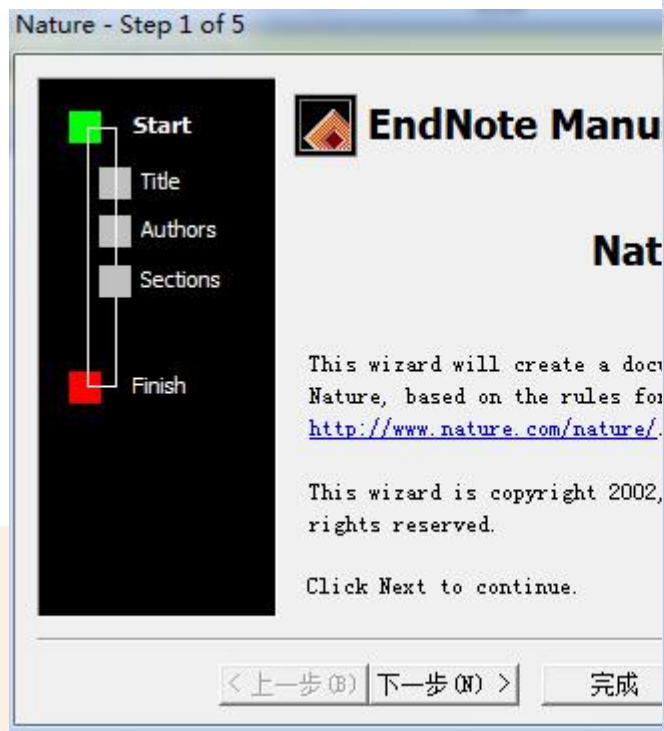 Nature - Step 1 of 5
Start
Title
Authors
Sections
Finish
EndNote Manu
Nat
This wizard will create a docu
Nature, based on the rules for
http://www.nature.com/nature/.
This wizard is copyright 2002,
rights reserved.
Click Next to continue.
< 上一步(B) 下一步(N) > 完成